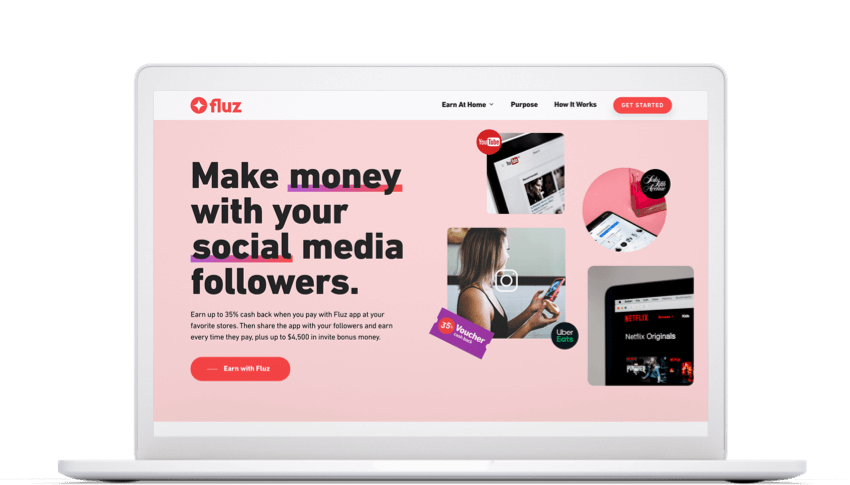 fluz
Earn At Home
Purpose
How It Works
GET STARTED
Make money
with your
social media
followers.
Earn up to 35% cash back when you pay with Fluz app at your
favorite stores. Then share the app with your followers and earn
every time they pay, plus up to $4,500 in invite bonus money.
Earn with Fluz
YouTube
YouTube
Saks
Fifth
Avenue
35%
Voucher
cash back
Uber
Eats
NETFLIX
Netflix Originals